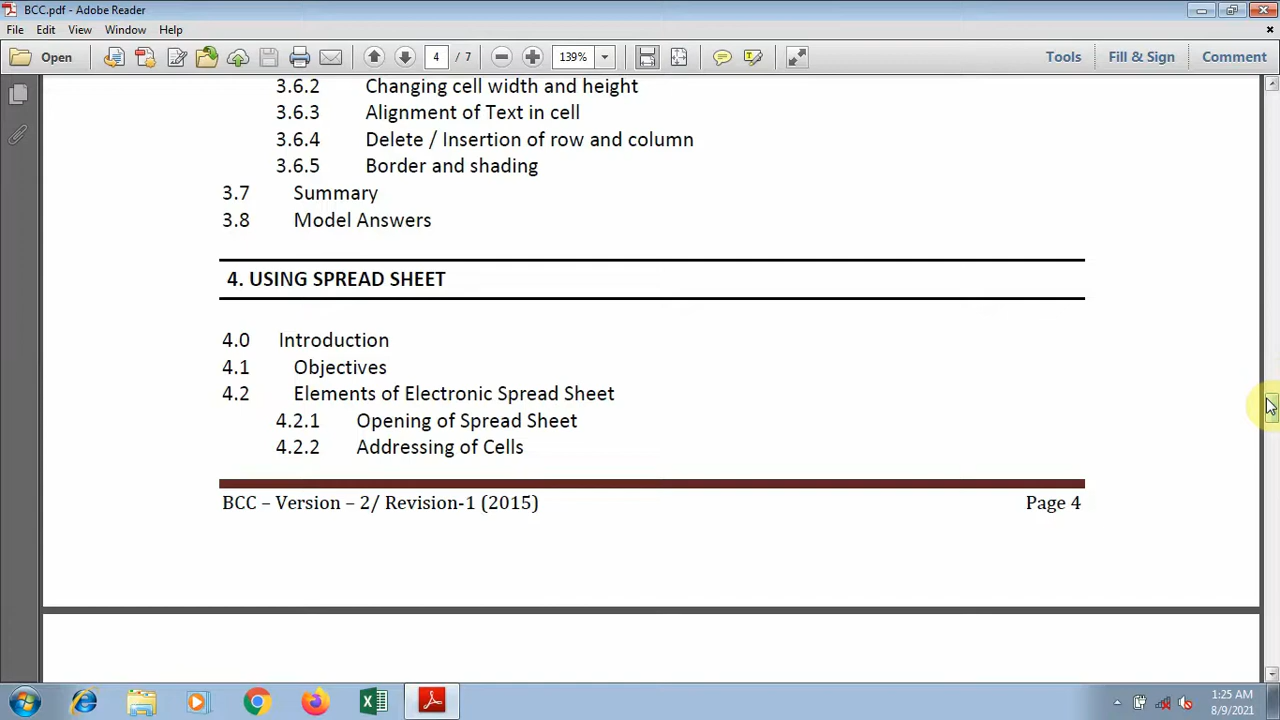 BCC.pdf - Adobe Reader
File Edit View Window Help
Open 4 / 7 139% Tools Fill & Sign Comment
3.6.2 Changing cell width and height
3.6.3 Alignment of Text in cell
3.6.4 Delete / Insertion of row and column
3.6.5 Border and shading
3.7 Summary
3.8 Model Answers
4. USING SPREAD SHEET
4.0 Introduction
4.1 Objectives
4.2 Elements of Electronic Spread Sheet
4.2.1 Opening of Spread Sheet
4.2.2 Addressing of Cells
BCC – Version – 2/ Revision-1 (2015) Page 4
1:25 AM
8/9/2021